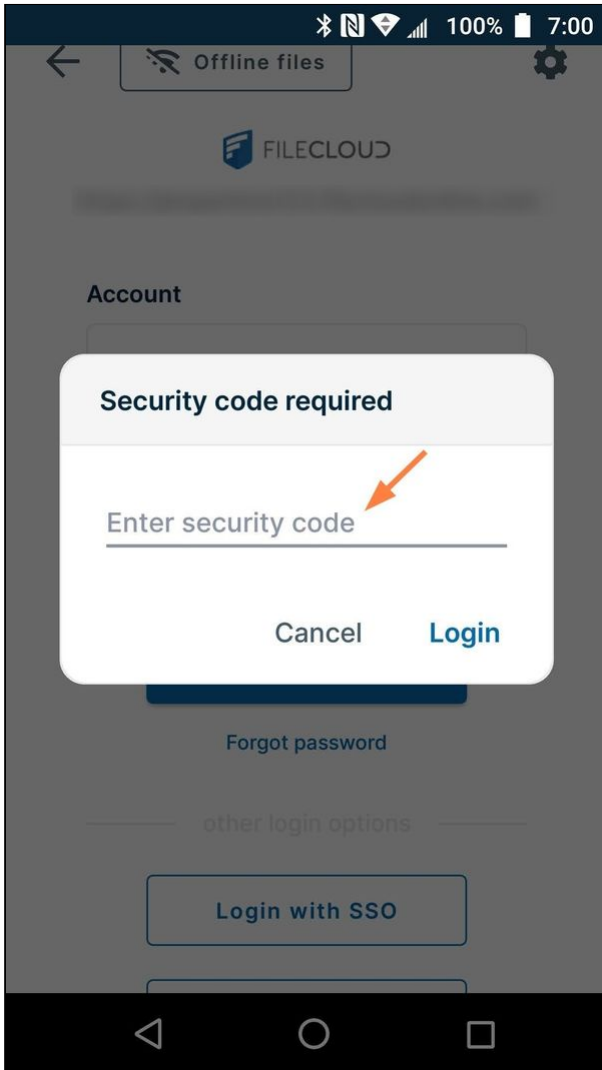 100% 7:00
Offline files
FILECLOUD
Account
Security code required
Enter security code
Cancel Login
Forgot password
other login options
Login with SSO